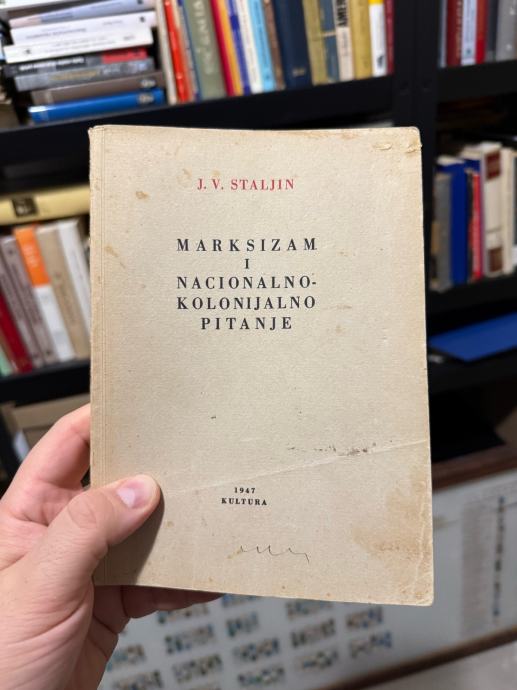 J. V. STALJIN
MARKSIZAM
I
NACIONALNO-
KOLONIJALNO
PITANJE
1947
KULTURA